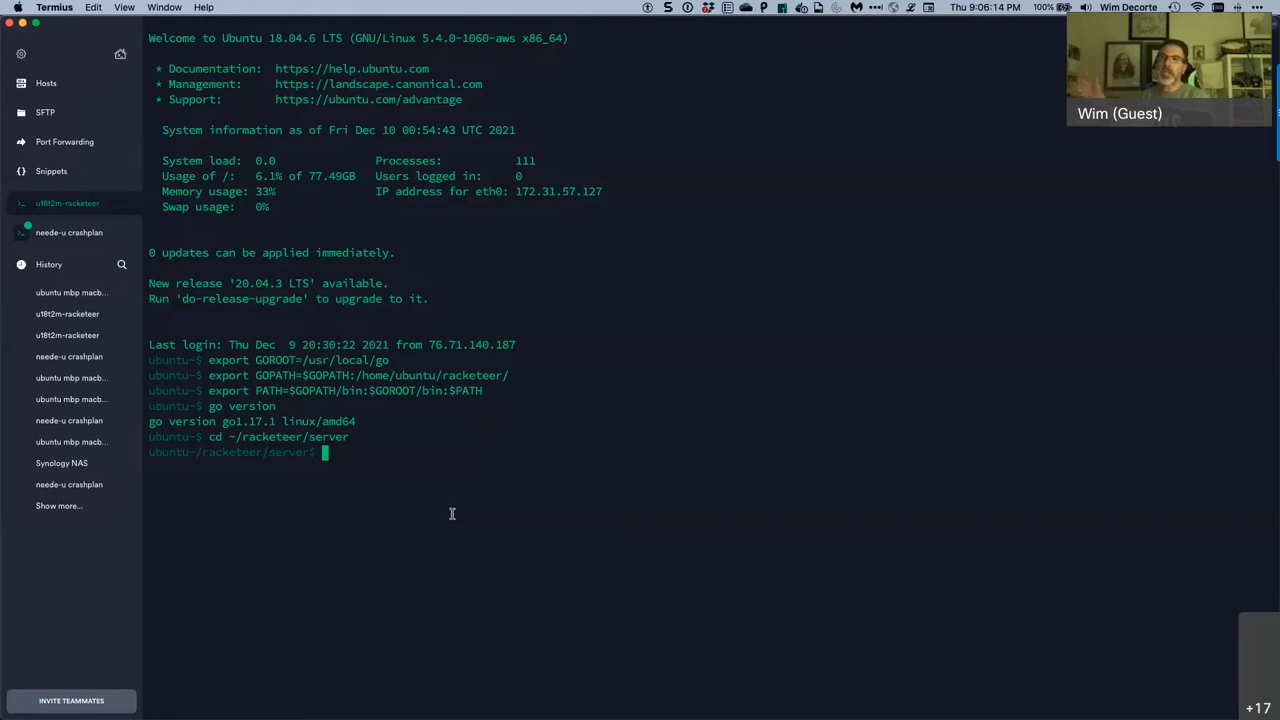 Termius Edit View Window Help
Thu Dec 9 9:06:14 PM 100% Wim Decorte
Wim (Guest)
Hosts
SFTP
Port Forwarding
Snippets
u18t2m-racketeer
neede-u crashplan
History
ubuntu mbp macb...
u18t2m-racketeer
u18t2m-racketeer
neede-u crashplan
ubuntu mbp macb...
ubuntu mbp macb...
neede-u crashplan
ubuntu mbp macb...
Synology NAS
neede-u crashplan
Show more...
INVITE TEAMMATES
Welcome to Ubuntu 18.04.6 LTS (GNU/Linux 5.4.0-1060-aws x86_64)
* Documentation: https://help.ubuntu.com
* Management: https://landscape.canonical.com
* Support: https://ubuntu.com/advantage
System information as of Fri Dec 10 00:54:43 UTC 2021
System load: 0.0 Processes: 111
Usage of /: 6.1% of 77.49GB Users logged in: 0
Memory usage: 33% IP address for eth0: 172.31.57.127
Swap usage: 0%
0 updates can be applied immediately.
New release '20.04.3 LTS' available.
Run 'do-release-upgrade' to upgrade to it.
Last login: Thu Dec 9 20:30:22 2021 from 76.71.140.187
ubuntu~$ export GOROOT=/usr/local/go
ubuntu~$ export GOPATH=$GOPATH:/home/ubuntu/racketeer/
ubuntu~$ export PATH=$GOPATH/bin:$GOROOT/bin:$PATH
ubuntu~$ go version
go version go1.17.1 linux/amd64
ubuntu~$ cd ~/racketeer/server
ubuntu~/racketeer/server$
+17